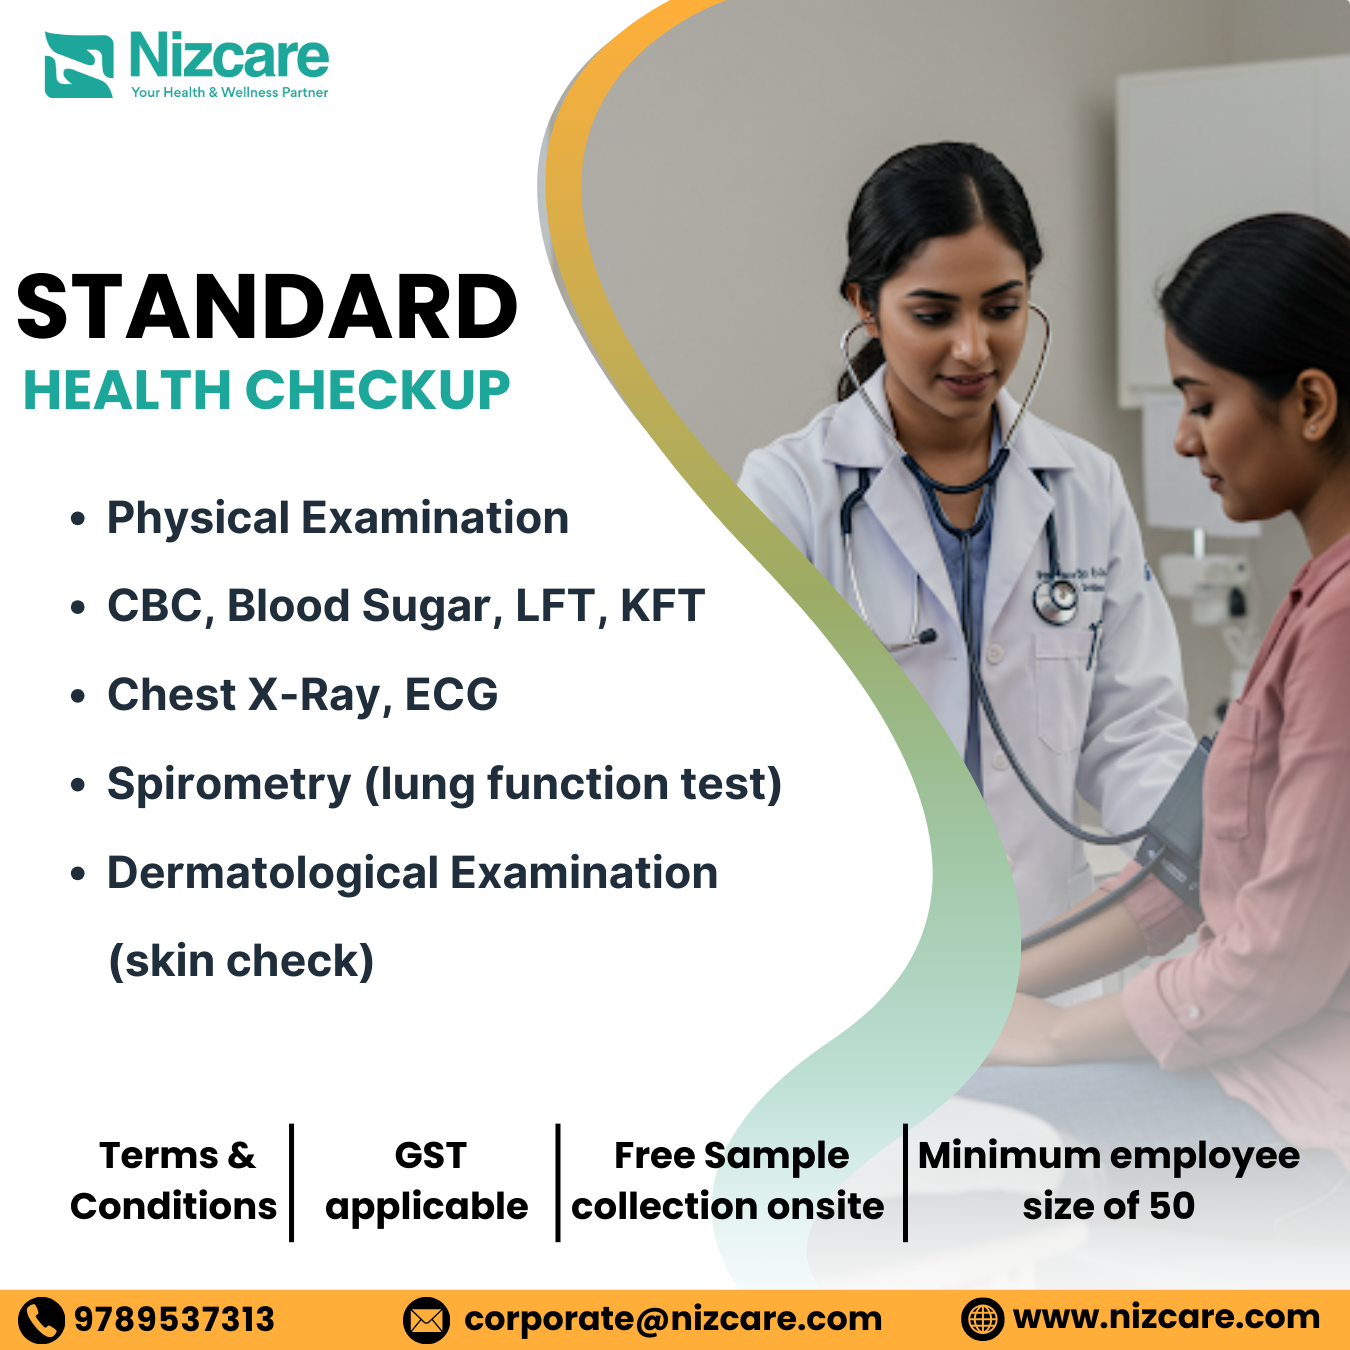 Nizcare
Your Health & Wellness Partner
STANDARD
HEALTH CHECKUP
• Physical Examination
• CBC, Blood Sugar, LFT, KFT
• Chest X-Ray, ECG
• Spirometry (lung function test)
• Dermatological Examination
(skin check)
Terms &
Conditions
GST
applicable
Free Sample
collection onsite
Minimum employee
size of 50
9789537313
corporate@nizcare.com
www.nizcare.com